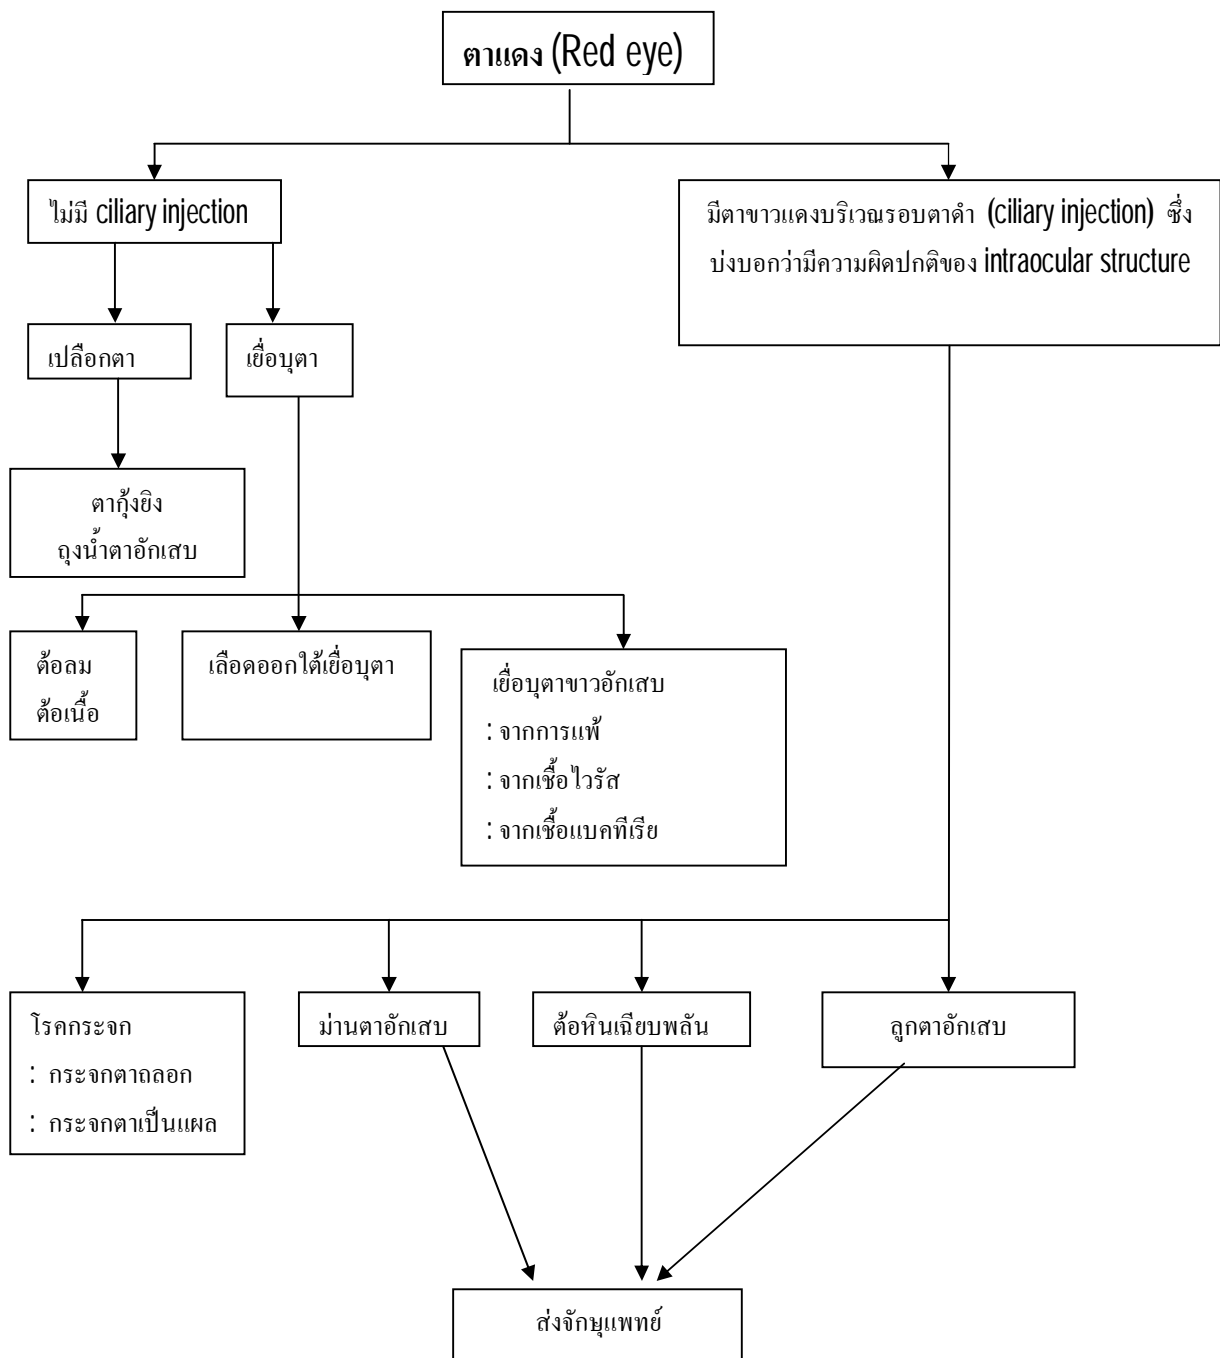 ตาแดง (Red eye)
ไม่มี ciliary injection
มีตาขาวแดงบริเวณรอบตาดำ (ciliary injection) ซึ่ง
บ่งบอกว่ามีความผิดปกติของ intraocular structure
เปลือกตา
เยื่อบุตา
ตากุ้งยิง
ถุงน้ำตาอักเสบ
ต้อลม
ต้อเนื้อ
เลือดออกใต้เยื่อบุตา
เยื่อบุตาขาวอักเสบ
: จากการแพ้
: จากเชื้อไวรัส
: จากเชื้อแบคทีเรีย
โรคกระจก
: กระจกตาถลอก
: กระจกตาเป็นแผล
ม่านตาอักเสบ
ต้อหินเฉียบพลัน
ลูกตาอักเสบ
ส่งจักษุแพทย์